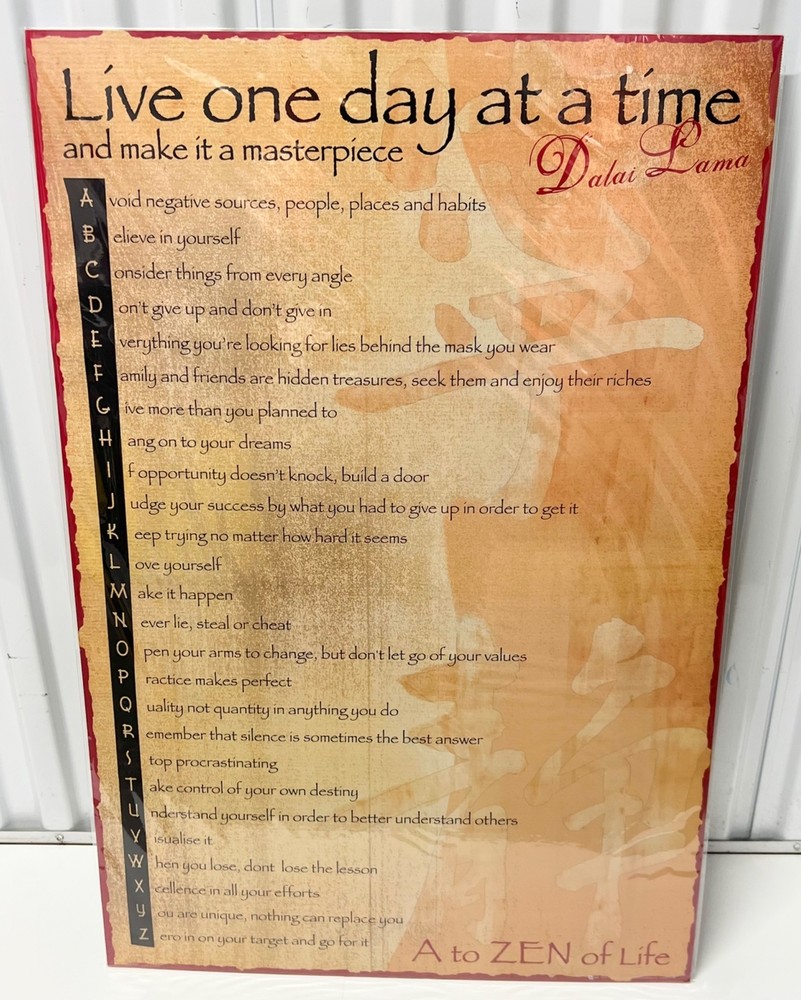 Live one day at a time
and make it a masterpiece
Dalai Lama
Avoid negative sources, people, places and habits
Believe in yourself
Consider things from every angle
Don't give up and don't give in
Everything you're looking for lies behind the mask you wear
Family and friends are hidden treasures, seek them and enjoy their riches
Give more than you planned to
Hang on to your dreams
If opportunity doesn't knock, build a door
Judge your success by what you had to give up in order to get it
Keep trying no matter how hard it seems
Love yourself
Make it happen
Never lie, steal or cheat
Open your arms to change, but don't let go of your values
Practice makes perfect
Quality not quantity in anything you do
Remember that silence is sometimes the best answer
Stop procrastinating
Take control of your own destiny
Understand yourself in order to better understand others
Visualise it
When you lose, dont lose the lesson
Xcellence in all your efforts
You are unique, nothing can replace you
Zero in on your target and go for it
A to ZEN of Life